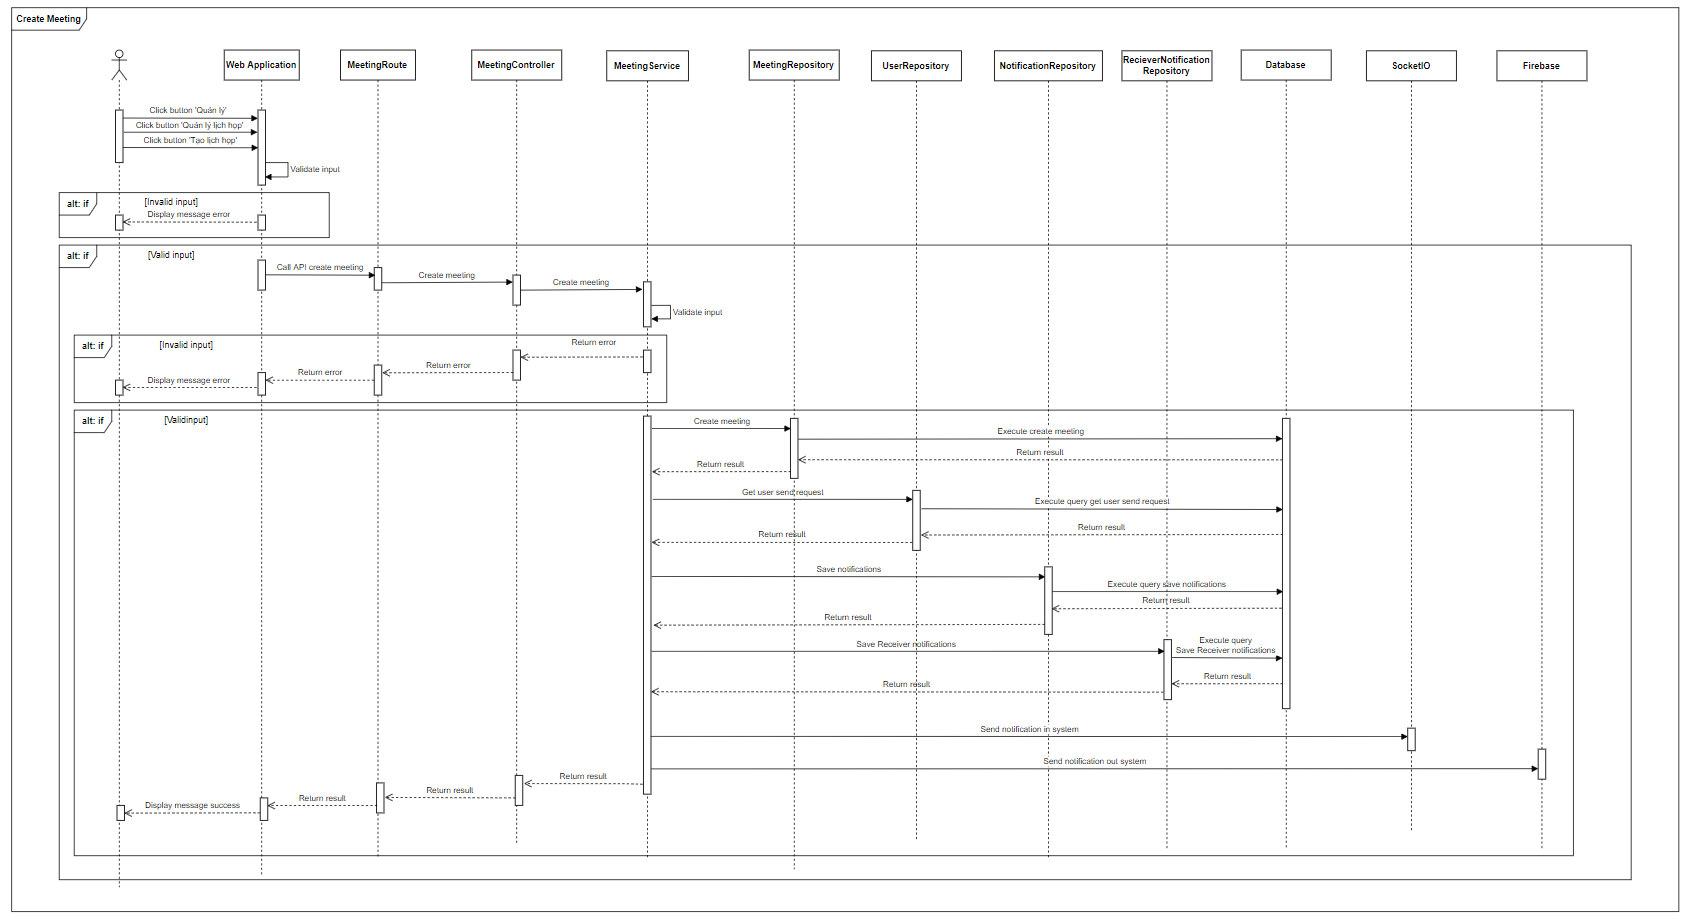 Create Meeting
Web Application
MeetingRoute
MeetingController
MeetingService
MeetingRepository
UserRepository
NotificationRepository
RecieverNotification
Repository
Database
SocketIO
Firebase
Click button 'Quản lý'
Click button 'Quản lý lịch họp'
Click button 'Tạo lịch họp'
Validate input
alt: if
[Invalid input]
Display message error
alt: if
[Valid input]
Call API create meeting
Create meeting
Create meeting
Validate input
alt: if
[Invalid input]
Return error
Return error
Return error
Display message error
alt: if
[Validinput]
Create meeting
Execute create meeting
Return result
Return result
Get user send request
Execute query get user send request
Return result
Return result
Save notifications
Execute query save notifications
Return result
Return result
Save Receiver notifications
Execute query
Save Receiver notifications
Return result
Return result
Send notification in system
Send notification out system
Return result
Return result
Return result
Display message success